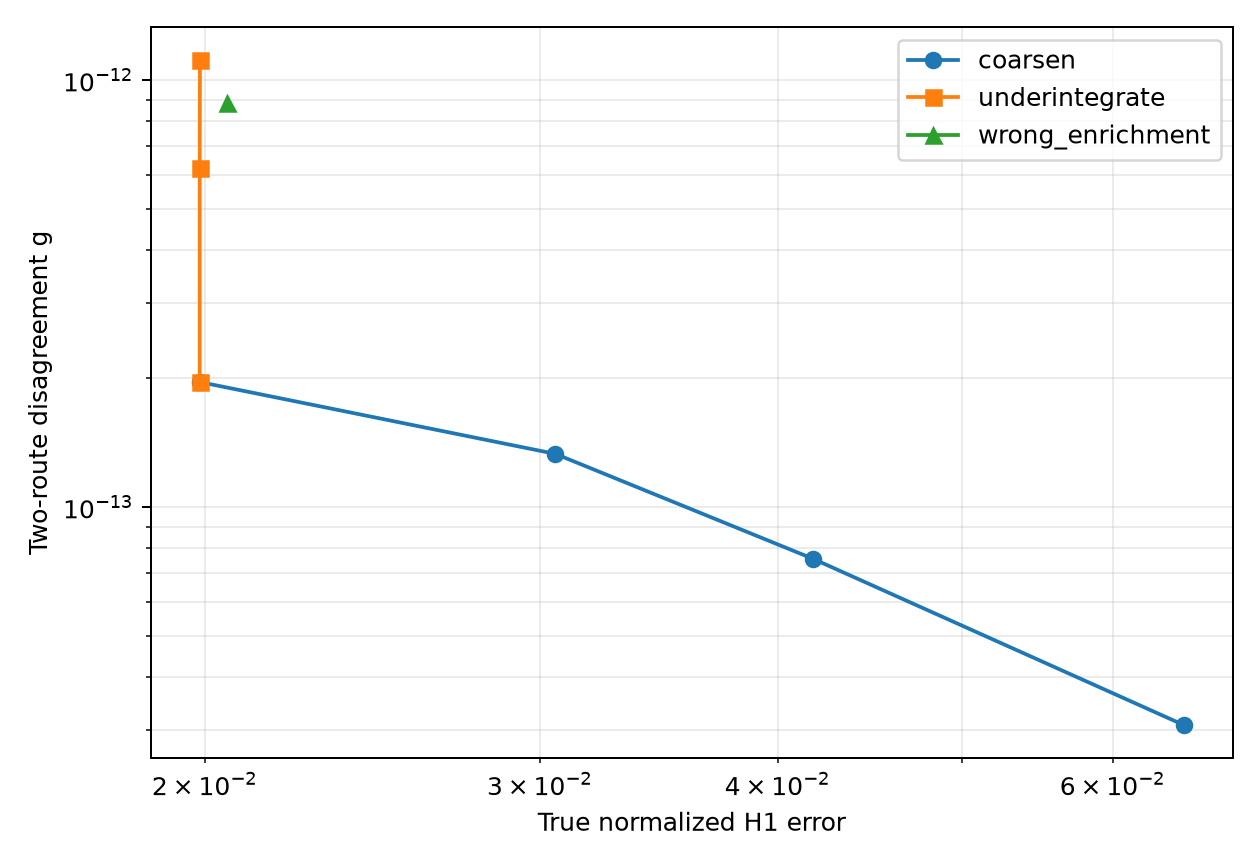 coarsen
underintegrate
wrong_enrichment
Two-route disagreement g
10⁻¹²
10⁻¹³
2 × 10⁻²
3 × 10⁻²
4 × 10⁻²
6 × 10⁻²
True normalized H1 error